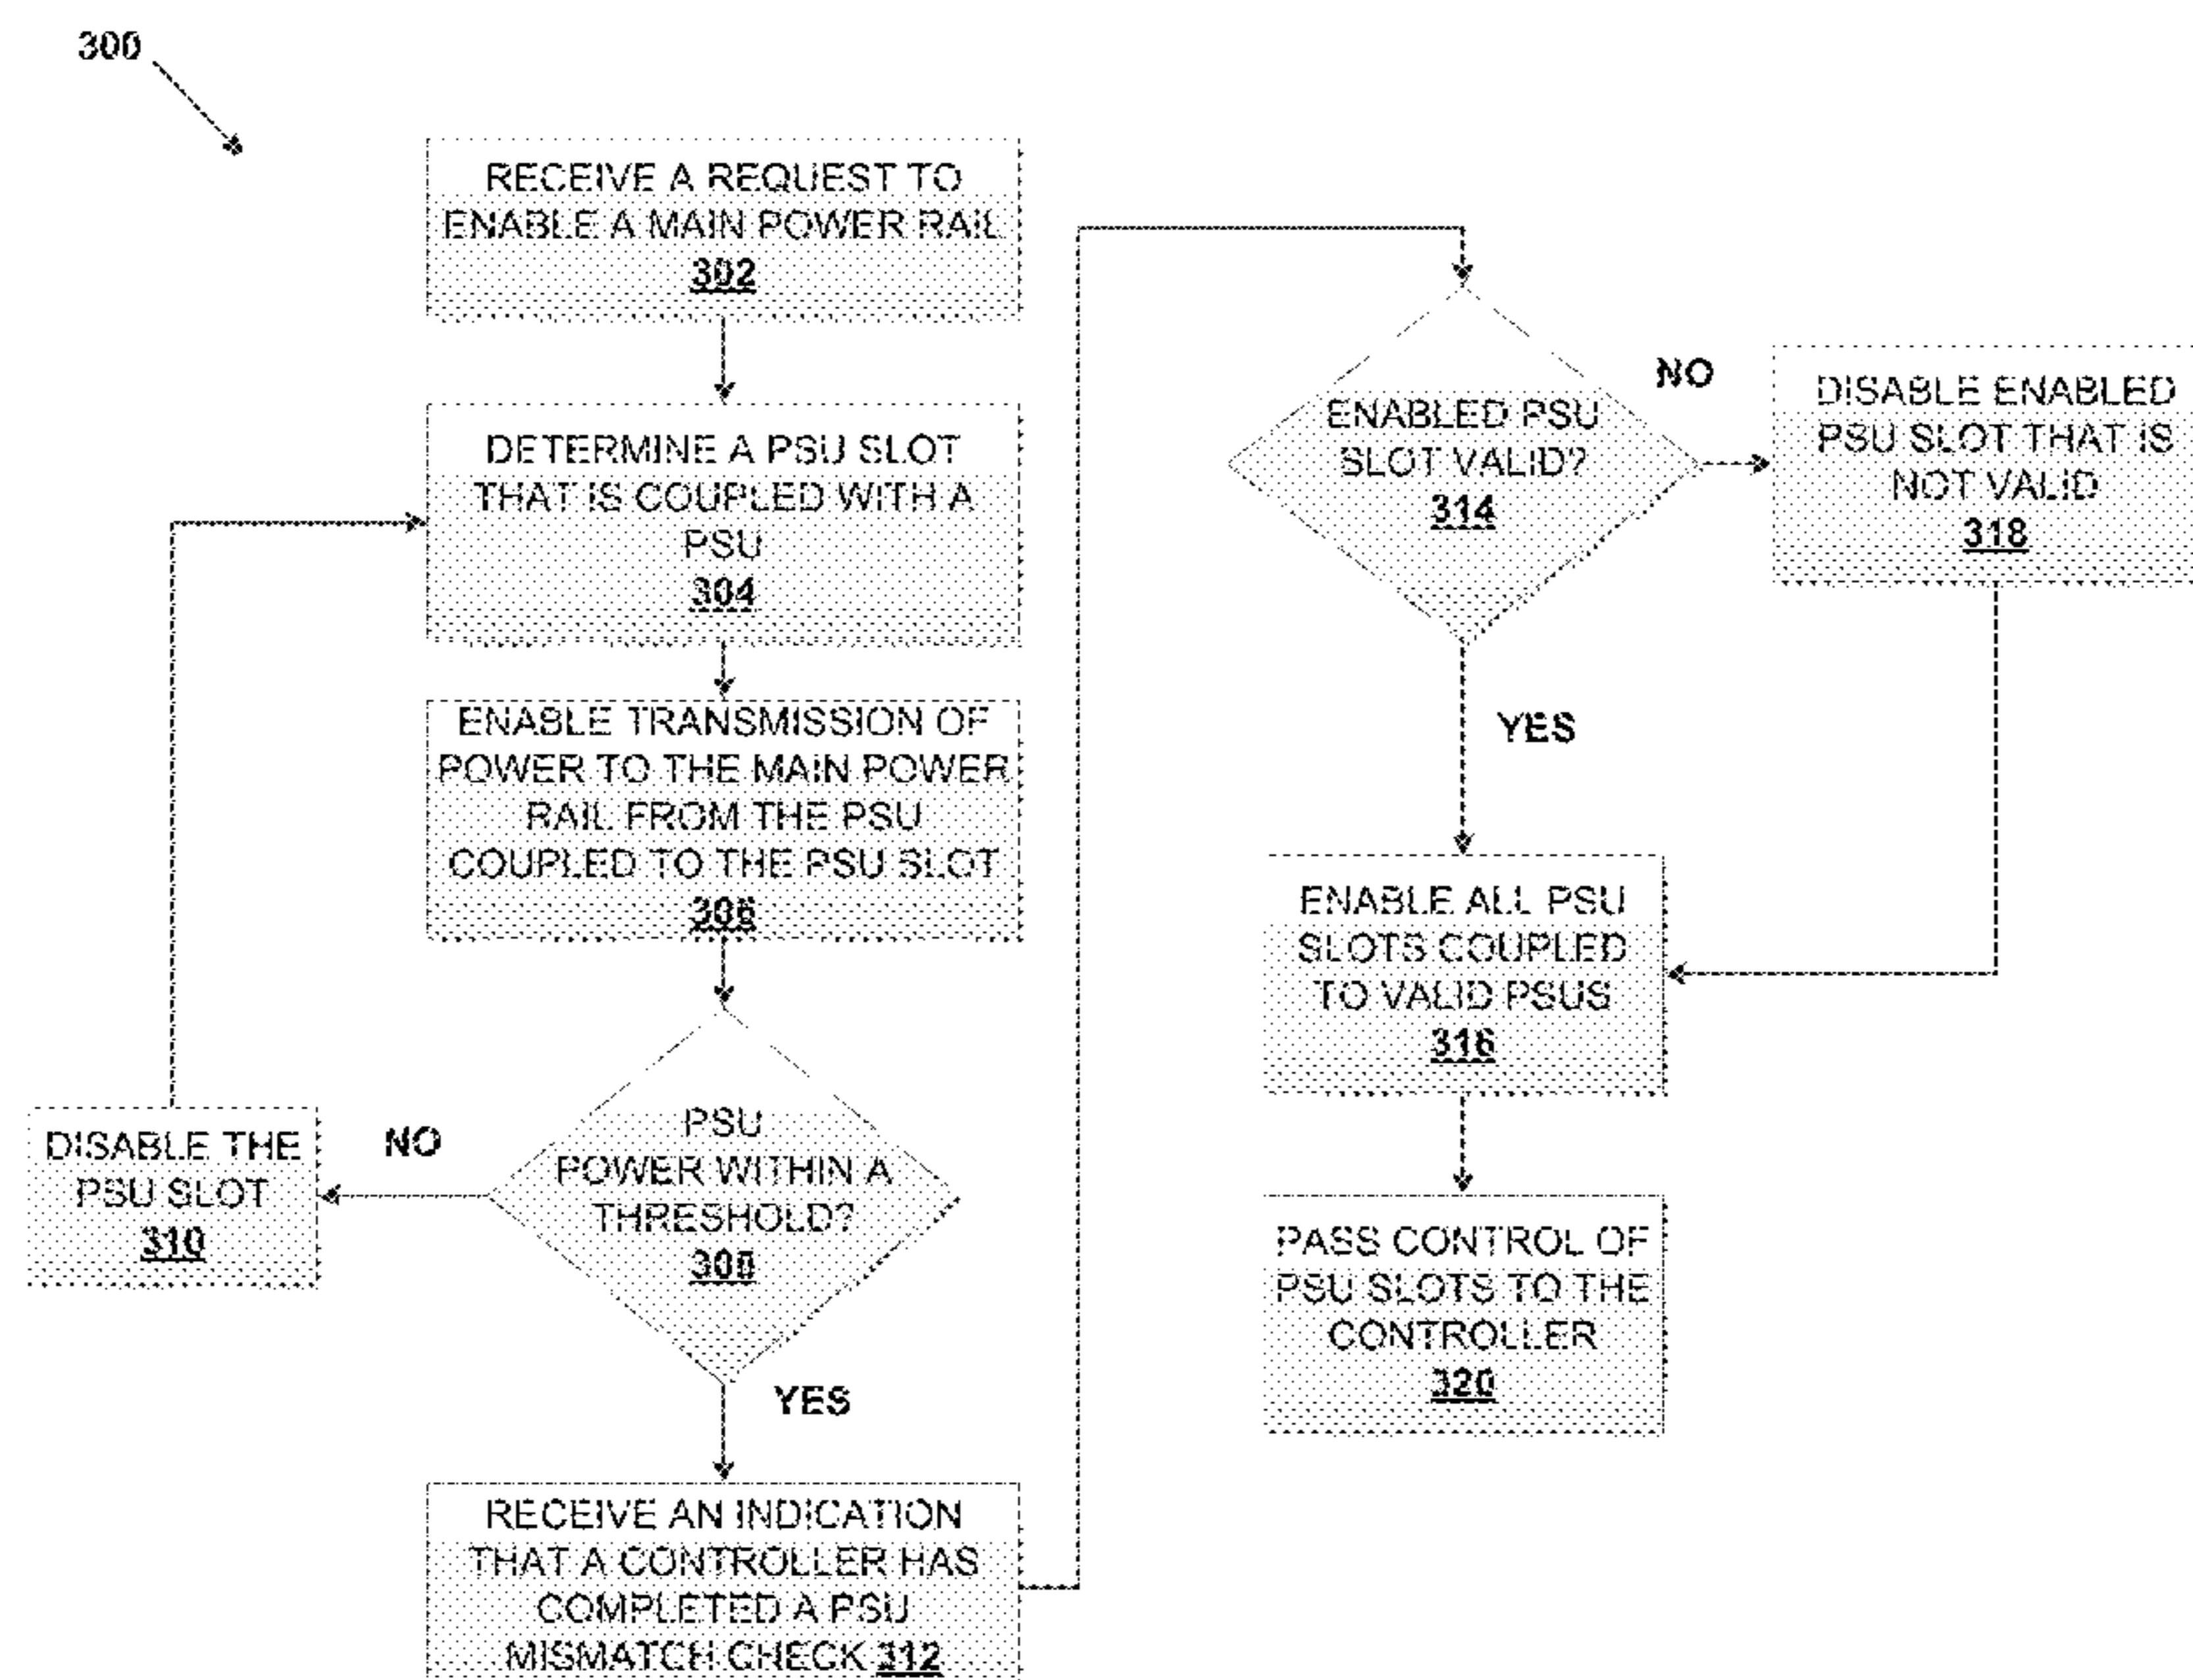 300
RECEIVE A REQUEST TO
ENABLE A MAIN POWER RAIL
302
DETERMINE A PSU SLOT
THAT IS COUPLED WITH A
PSU
304
ENABLE TRANSMISSION OF
POWER TO THE MAIN POWER
RAIL FROM THE PSU
COUPLED TO THE PSU SLOT
306
PSU
POWER WITHIN A
THRESHOLD?
308
NO
DISABLE THE
PSU SLOT
310
YES
RECEIVE AN INDICATION
THAT A CONTROLLER HAS
COMPLETED A PSU
MISMATCH CHECK 312
ENABLED PSU
SLOT VALID?
314
NO
DISABLE ENABLED
PSU SLOT THAT IS
NOT VALID
318
YES
ENABLE ALL PSU
SLOTS COUPLED
TO VALID PSUS
316
PASS CONTROL OF
PSU SLOTS TO THE
CONTROLLER
320